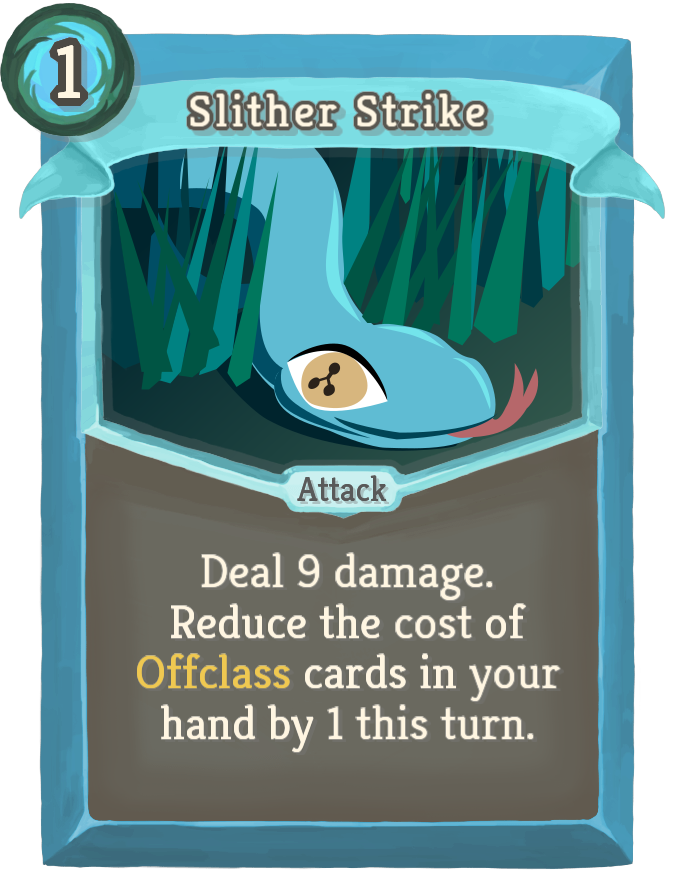 1
Slither Strike
Attack
Deal 9 damage.
Reduce the cost of
Offclass cards in your
hand by 1 this turn.